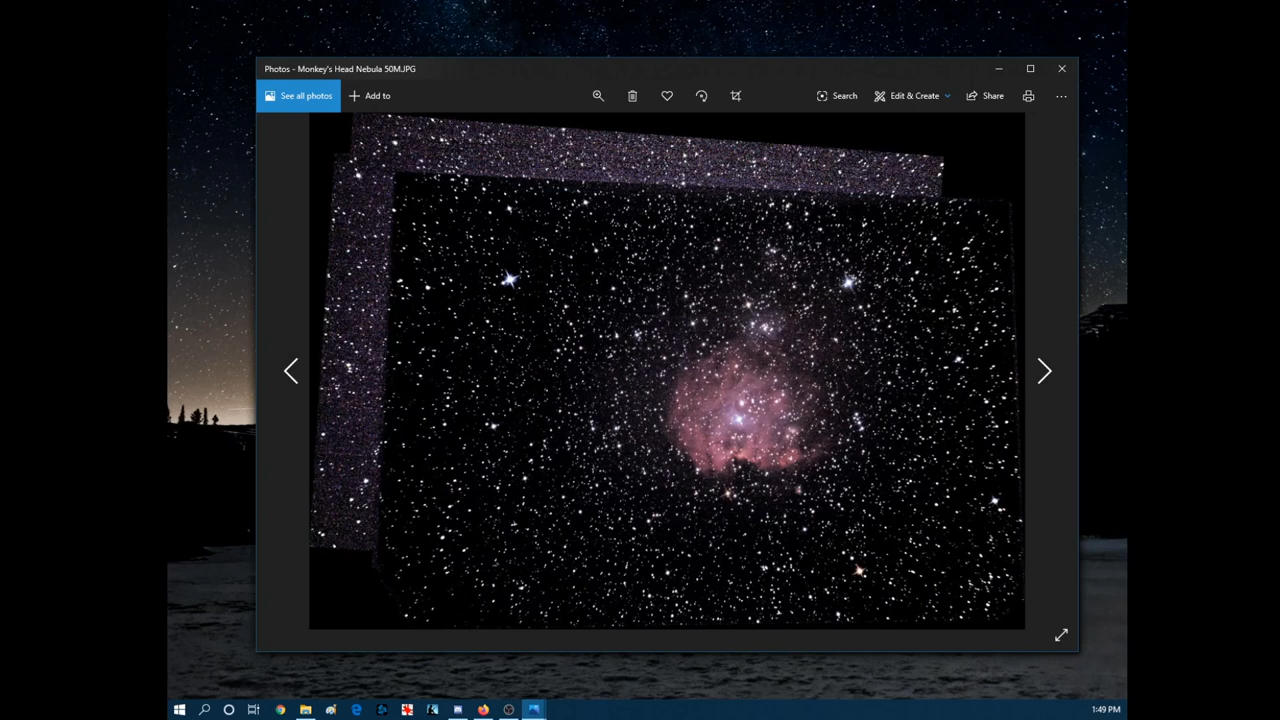 Photos - Monkey's Head Nebula 50M.JPG
See all photos
Add to
Search
Edit & Create
Share
1:49 PM